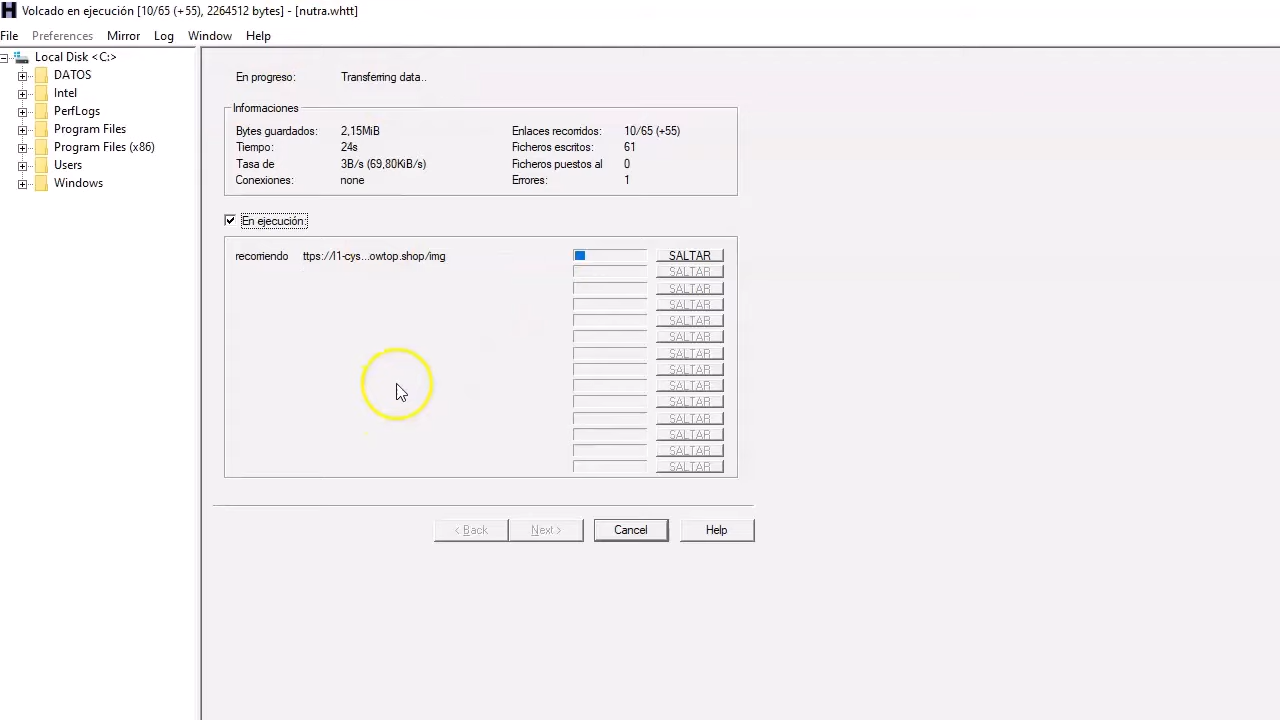 Volcado en ejecución [10/65 (+55), 2264512 bytes] - [nutra.whtt]
File Preferences Mirror Log Window Help
Local Disk <C:>
DATOS
Intel
PerfLogs
Program Files
Program Files (x86)
Users
Windows
En progreso: Transferring data..
Informaciones
Bytes guardados: 2,15MiB Enlaces recorridos: 10/65 (+55)
Tiempo: 24s Ficheros escritos: 61
Tasa de 3B/s (69,80KiB/s) Ficheros puestos al 0
Conexiones: none Errores: 1
En ejecución:
recorriendo ttps://l1-cys...owtop.shop/img SALTAR
SALTAR
SALTAR
SALTAR
SALTAR
SALTAR
SALTAR
SALTAR
SALTAR
SALTAR
SALTAR
SALTAR
SALTAR
SALTAR
< Back Next > Cancel Help